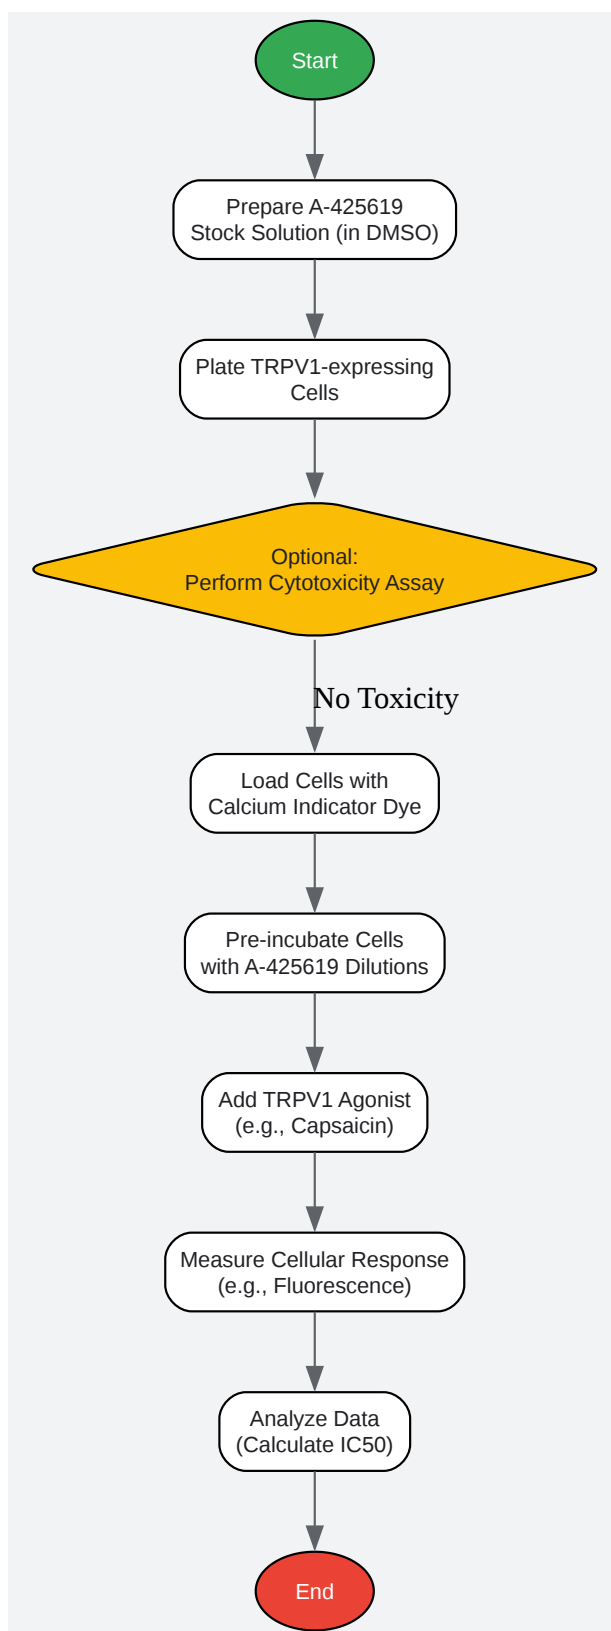 Start
Prepare A-425619
Stock Solution (in DMSO)
Plate TRPV1-expressing
Cells
Optional:
Perform Cytotoxicity Assay
No Toxicity
Load Cells with
Calcium Indicator Dye
Pre-incubate Cells
with A-425619 Dilutions
Add TRPV1 Agonist
(e.g., Capsaicin)
Measure Cellular Response
(e.g., Fluorescence)
Analyze Data
(Calculate IC50)
End